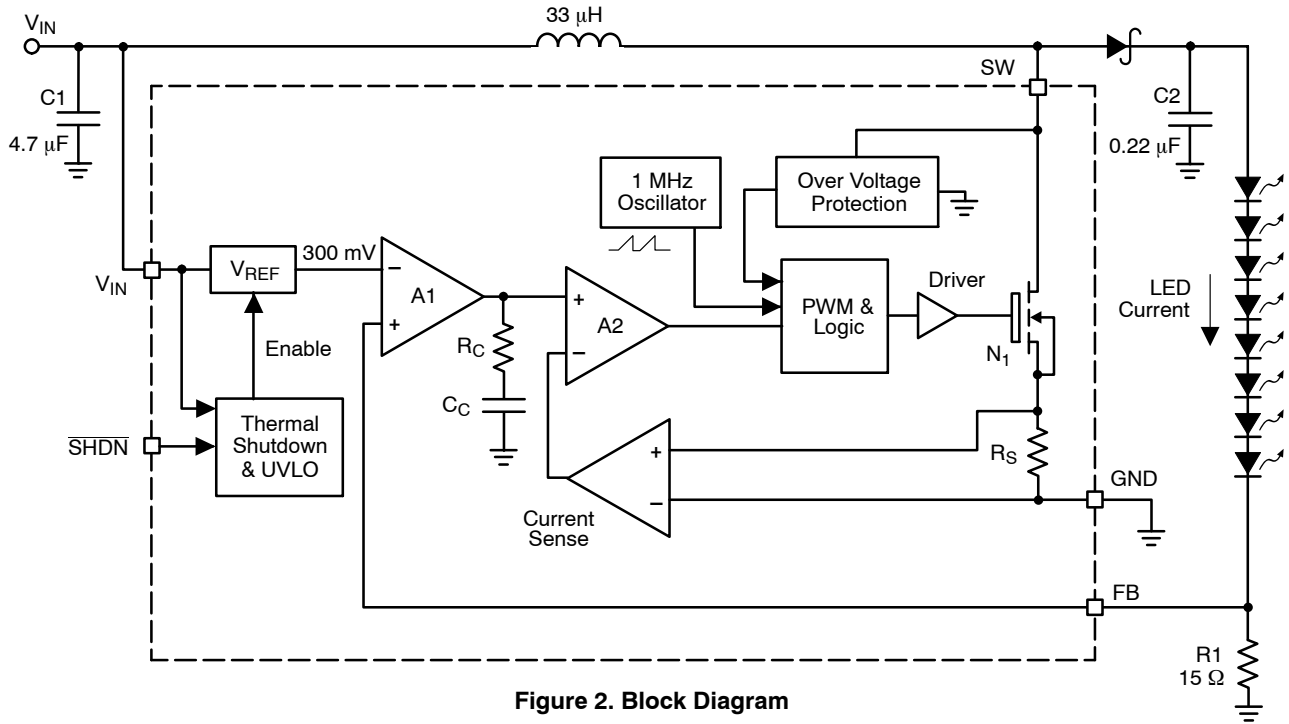 V_IN
33 μH
SW
C1
4.7 μF
C2
0.22 μF
1 MHz
Oscillator
Over Voltage
Protection
V_IN
V_REF
300 mV
−
+
A1
Enable
R_C
C_C
+
−
A2
PWM &
Logic
Driver
N_1
LED
Current
SHDN
Thermal
Shutdown
& UVLO
+
−
Current
Sense
R_S
GND
FB
R1
15 Ω
Figure 2. Block Diagram